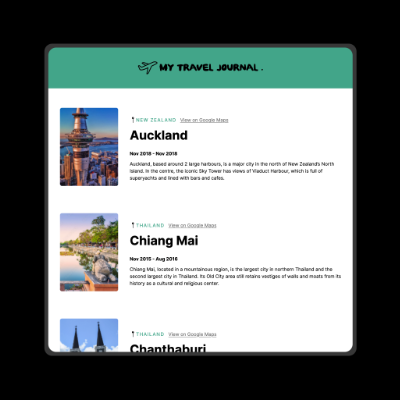 MY TRAVEL JOURNAL.
NEW ZEALAND View on Google Maps
Auckland
Nov 2018 - Nov 2018
Auckland, based around 2 large harbours, is a major city in the north of New Zealand's North
Island. In the centre, the iconic Sky Tower has views of Viaduct Harbour, which is full of
superyachts and lined with bars and cafes.
THAILAND View on Google Maps
Chiang Mai
Nov 2015 - Aug 2016
Chiang Mai, located in a mountainous region, is the largest city in northern Thailand and the
second largest city in Thailand. Its Old City area still retains vestiges of walls and moats from its
history as a cultural and religious center.
THAILAND View on Google Maps
Chanthaburi